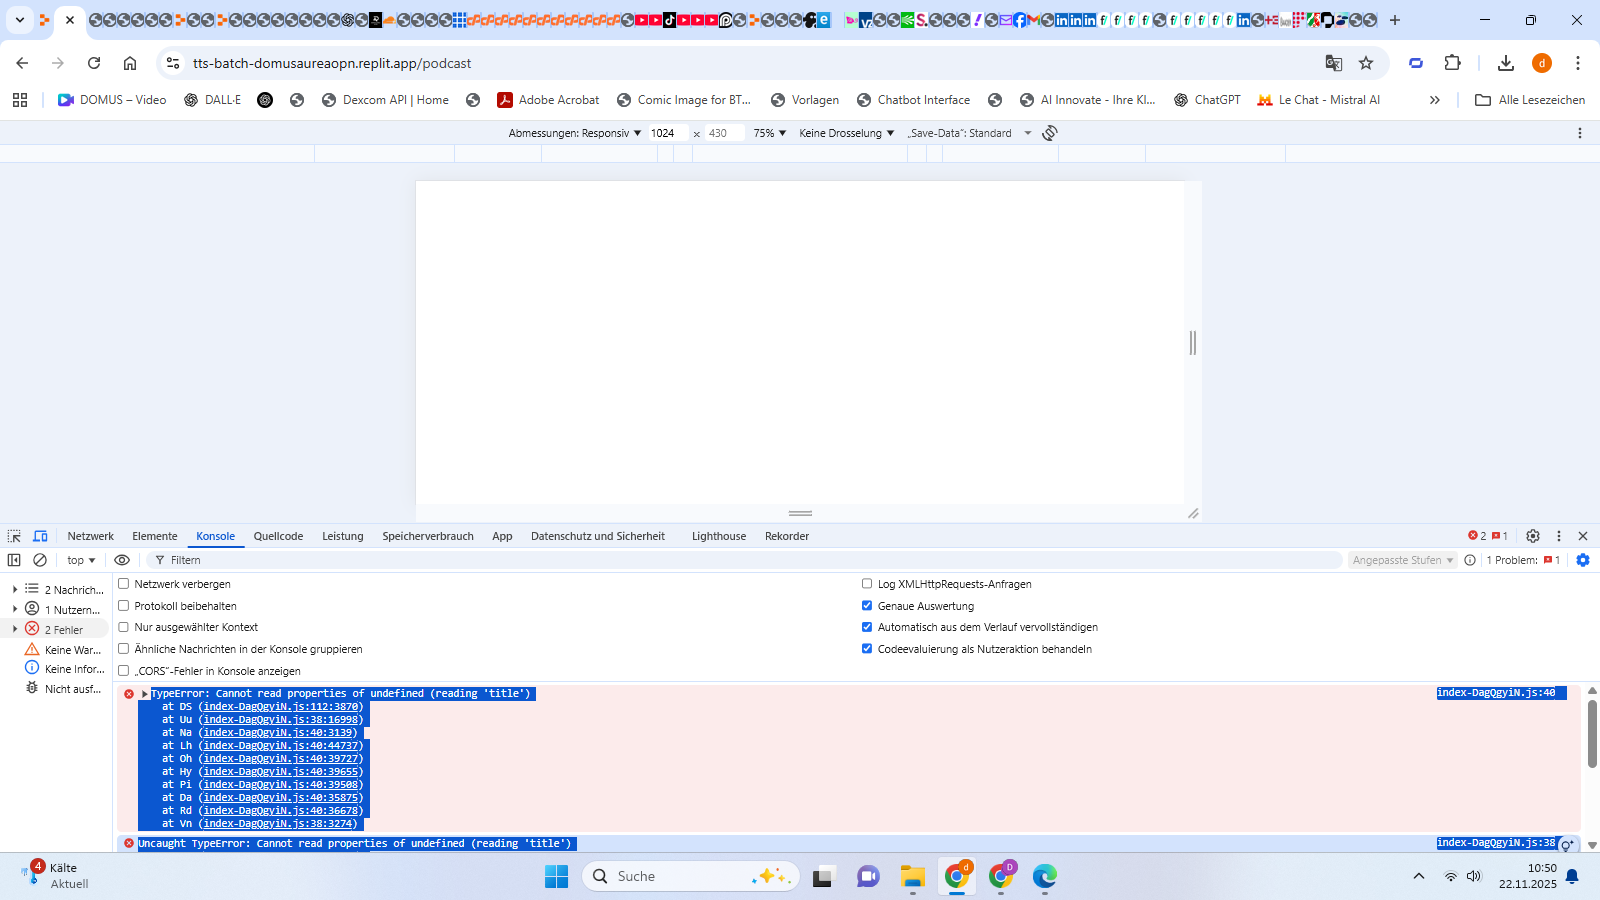 tts-batch-domusaureaopn.replit.app/podcast
d
DOMUS – Video
DALL·E
Dexcom API | Home
Adobe Acrobat
Comic Image for BT...
Vorlagen
Chatbot Interface
AI Innovate - Ihre KI...
ChatGPT
Le Chat - Mistral AI
Alle Lesezeichen
Abmessungen: Responsiv ▼ 1024 × 430 75% ▼ Keine Drosselung ▼ „Save-Data“: Standard
Netzwerk Elemente Konsole Quellcode Leistung Speicherverbrauch App Datenschutz und Sicherheit Lighthouse Rekorder 2 1
top ▼ Filtern Angepasste Stufen ▼ 1 Problem: 1
2 Nachrich...
1 Nutzern...
2 Fehler
Keine War...
Keine Infor...
Nicht ausf...
Netzwerk verbergen
Protokoll beibehalten
Nur ausgewählter Kontext
Ähnliche Nachrichten in der Konsole gruppieren
„CORS“-Fehler in Konsole anzeigen
Log XMLHttpRequests-Anfragen
Genaue Auswertung
Automatisch aus dem Verlauf vervollständigen
Codeevaluierung als Nutzeraktion behandeln
TypeError: Cannot read properties of undefined (reading 'title') index-DagQgyiN.js:40
at DS (index-DagQgyiN.js:112:3870)
at Uu (index-DagQgyiN.js:38:16998)
at Na (index-DagQgyiN.js:40:3139)
at Lh (index-DagQgyiN.js:40:44737)
at Oh (index-DagQgyiN.js:40:39727)
at Hy (index-DagQgyiN.js:40:39655)
at Pi (index-DagQgyiN.js:40:39508)
at Da (index-DagQgyiN.js:40:35875)
at Rd (index-DagQgyiN.js:40:36678)
at Vn (index-DagQgyiN.js:38:3274)
Uncaught TypeError: Cannot read properties of undefined (reading 'title') index-DagQgyiN.js:38
4
Kälte
Aktuell
Suche
d
D
10:50
22.11.2025